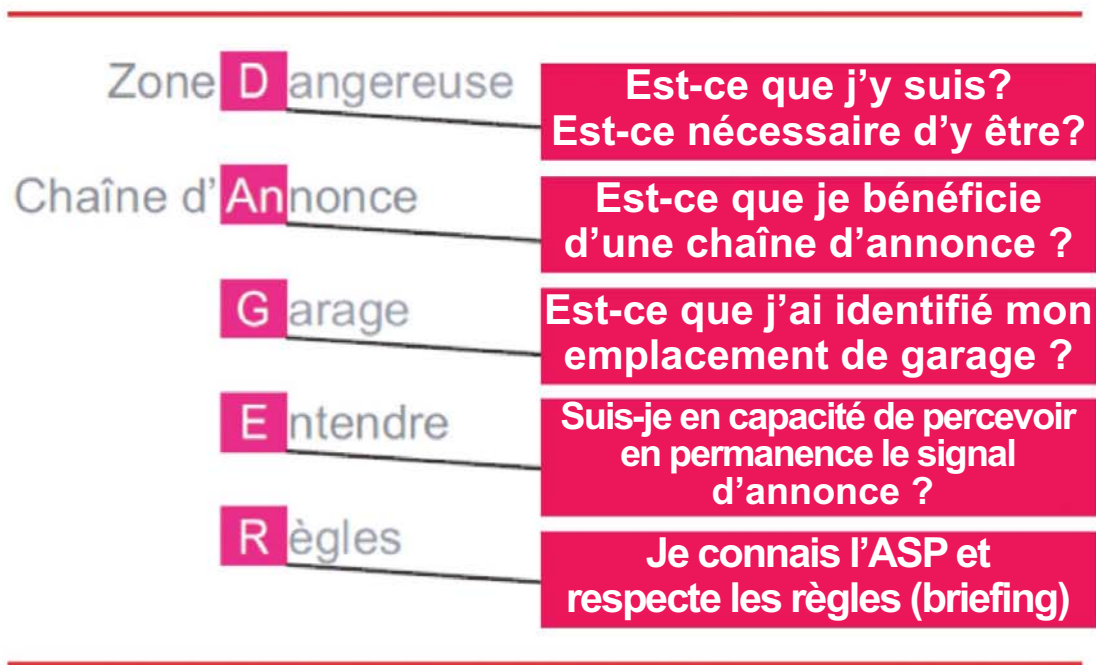 Zone Dangereuse
Est-ce que j’y suis?
Est-ce nécessaire d’y être?
Chaîne d’Annonce
Est-ce que je bénéficie
d’une chaîne d’annonce ?
Garage
Est-ce que j’ai identifié mon
emplacement de garage ?
Entendre
Suis-je en capacité de percevoir
en permanence le signal
d’annonce ?
Règles
Je connais l’ASP et
respecte les règles (briefing)